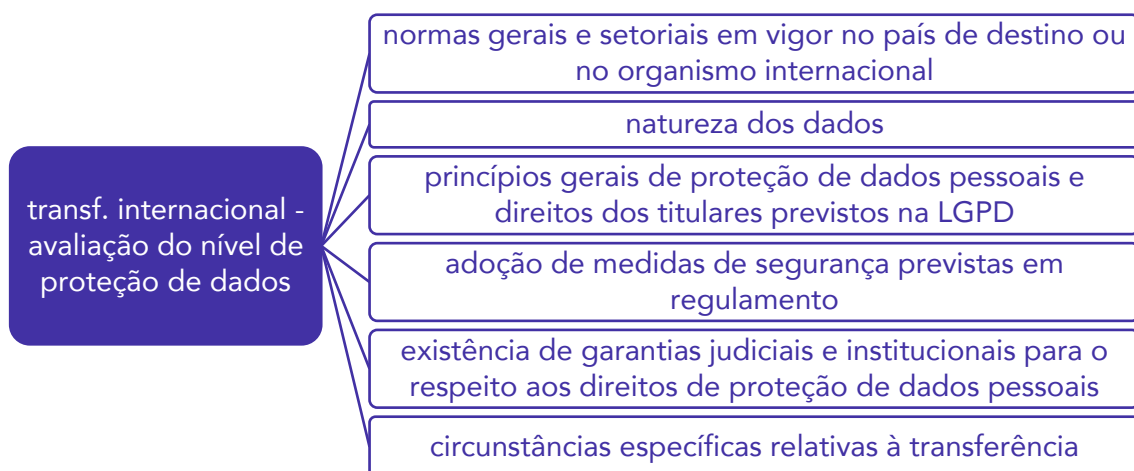 transf. internacional -
avaliação do nível de
proteção de dados
normas gerais e setoriais em vigor no país de destino ou
no organismo internacional
natureza dos dados
princípios gerais de proteção de dados pessoais e
direitos dos titulares previstos na LGPD
adoção de medidas de segurança previstas em
regulamento
existência de garantias judiciais e institucionais para o
respeito aos direitos de proteção de dados pessoais
circunstâncias específicas relativas à transferência